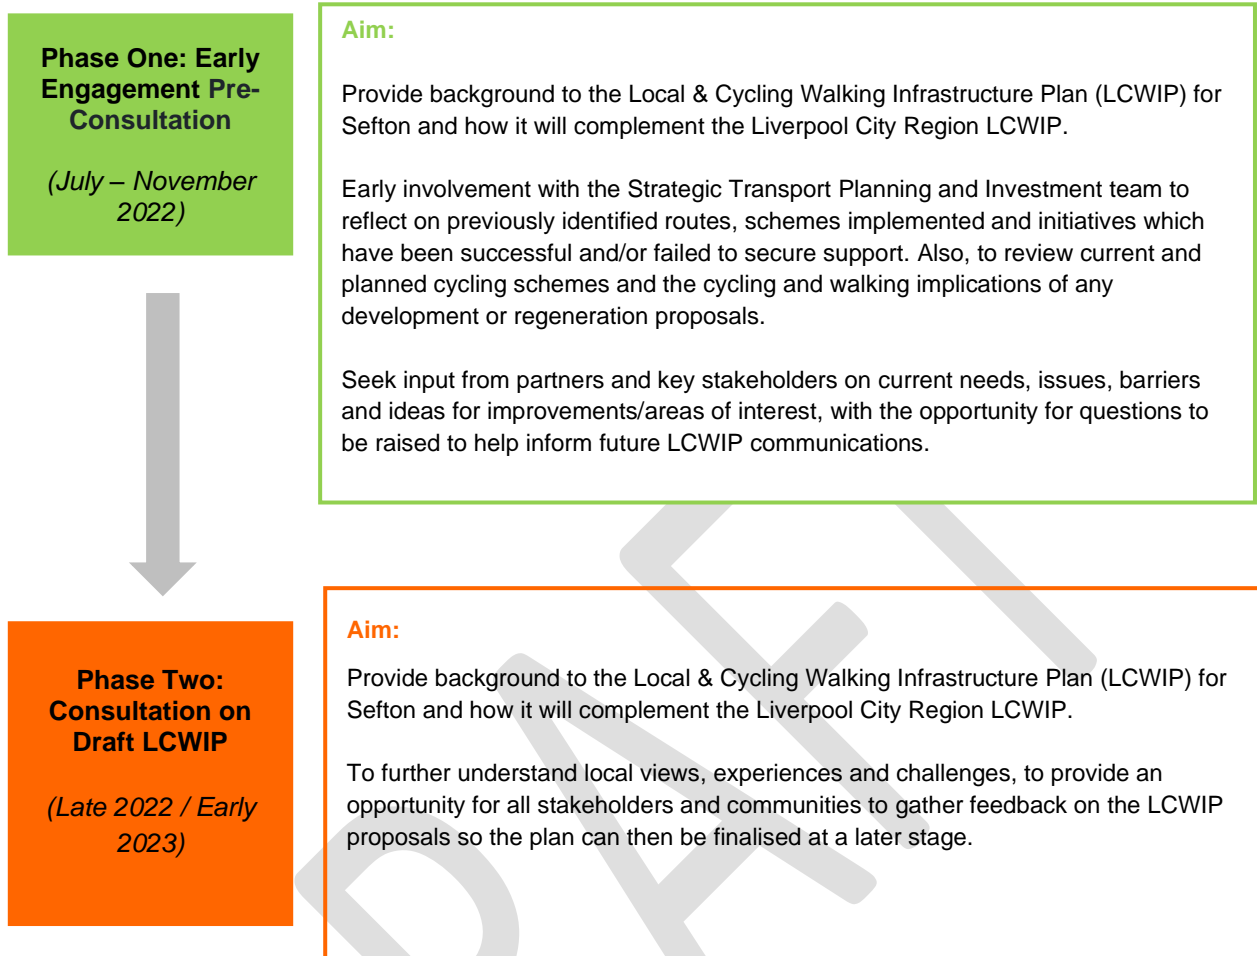 Phase One: Early
Engagement Pre-
Consultation
(July – November
2022)
Aim:
Provide background to the Local & Cycling Walking Infrastructure Plan (LCWIP) for
Sefton and how it will complement the Liverpool City Region LCWIP.
Early involvement with the Strategic Transport Planning and Investment team to
reflect on previously identified routes, schemes implemented and initiatives which
have been successful and/or failed to secure support. Also, to review current and
planned cycling schemes and the cycling and walking implications of any
development or regeneration proposals.
Seek input from partners and key stakeholders on current needs, issues, barriers
and ideas for improvements/areas of interest, with the opportunity for questions to
be raised to help inform future LCWIP communications.
Phase Two:
Consultation on
Draft LCWIP
(Late 2022 / Early
2023)
Aim:
Provide background to the Local & Cycling Walking Infrastructure Plan (LCWIP) for
Sefton and how it will complement the Liverpool City Region LCWIP.
To further understand local views, experiences and challenges, to provide an
opportunity for all stakeholders and communities to gather feedback on the LCWIP
proposals so the plan can then be finalised at a later stage.